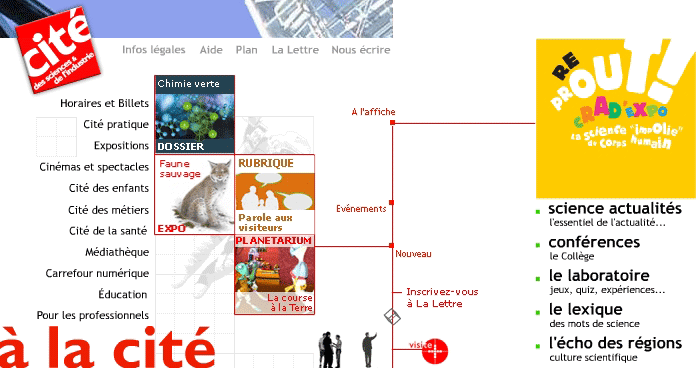 cité
des sciences &
de l'industrie
Infos légales
Aide
Plan
La Lettre
Nous écrire
Horaires et Billets
Cité pratique
Expositions
Cinémas et spectacles
Cité des enfants
Cité des métiers
Cité de la santé
Médiathèque
Carrefour numérique
Éducation
Pour les professionnels
à la cité
Chimie verte
DOSSIER
Faune
sauvage
EXPO
RUBRIQUE
Parole aux
visiteurs
PLANETARIUM
La course
à la Terre
A l'affiche
Evénements
Nouveau
Inscrivez-vous
à La Lettre
visite
RE
PROUT!
CRAD'EXPO
La science "impolie"
du corps humain
science actualités
l'essentiel de l'actualité...
conférences
le Collège
le laboratoire
jeux, quiz, expériences...
le lexique
des mots de science
l'écho des régions
culture scientifique